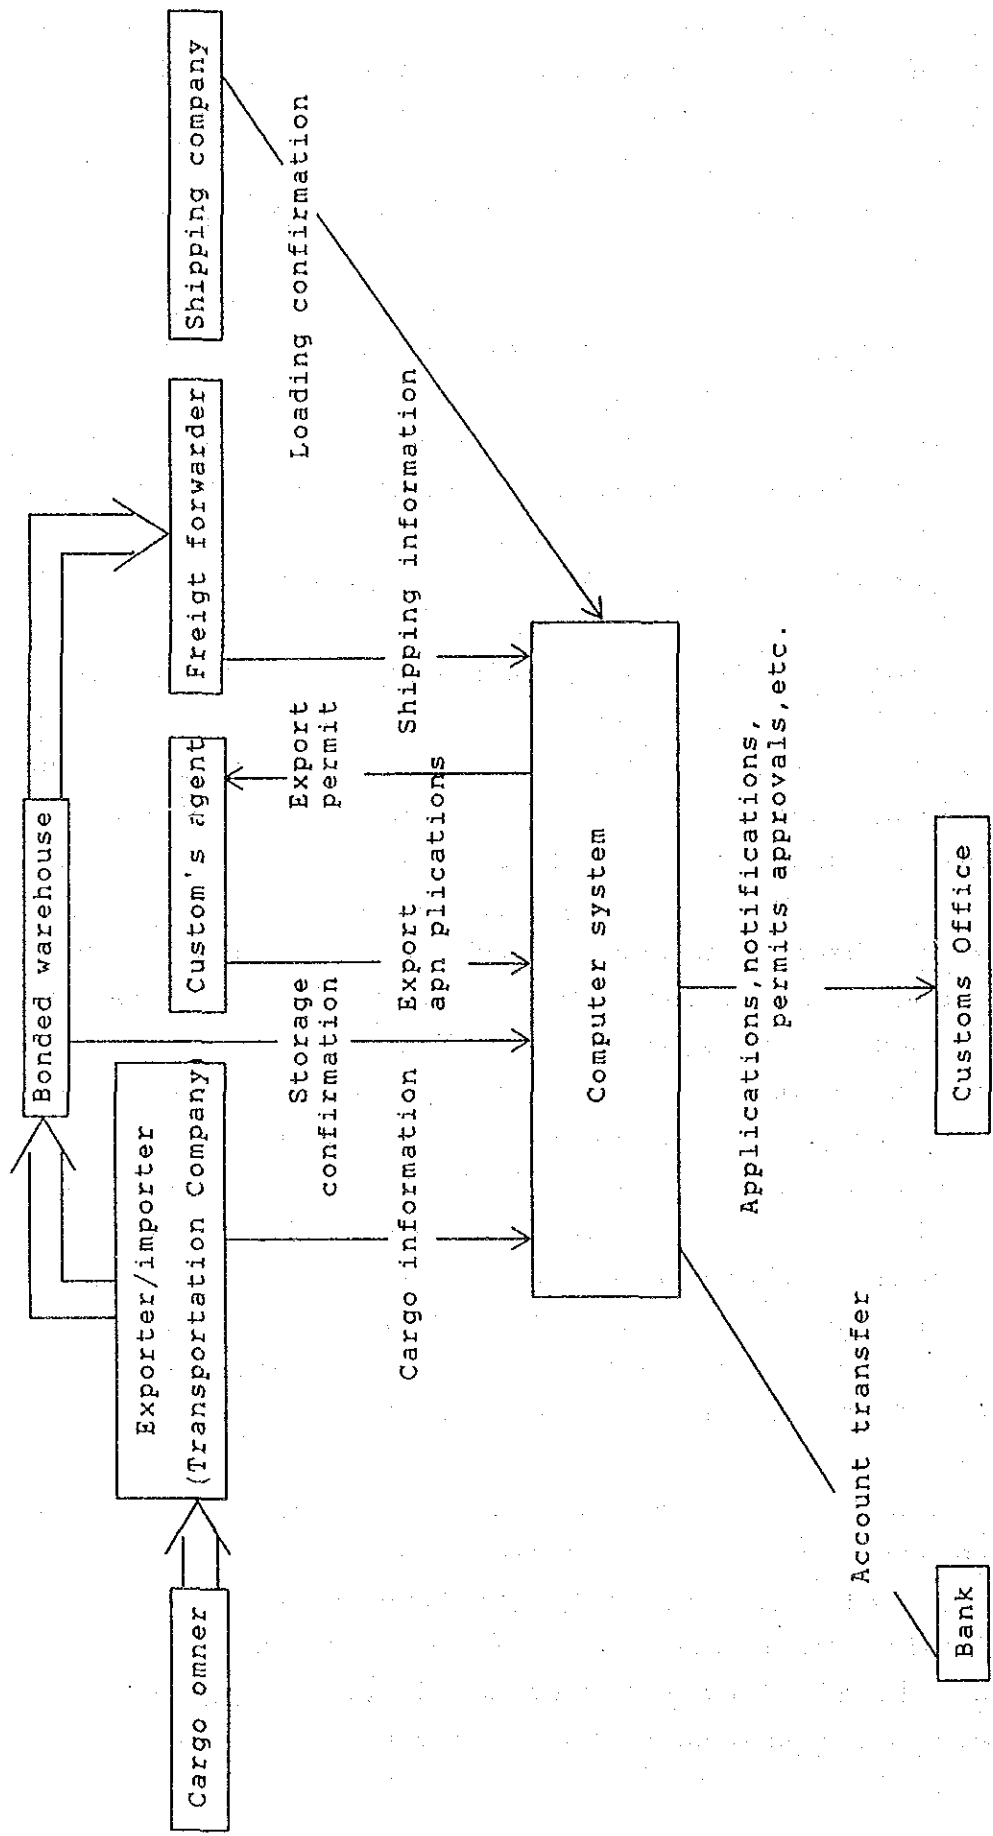 Bonded warehouse
Cargo omner
Exporter/importer
(Transportation Company)
Custom's agent
Freigt forwarder
Shipping company
Storage
confirmation
Export
permit
Loading confirmation
Cargo information
Export
apn plications
Shipping information
Computer system
Applications,notifications,
permits approvals,etc.
Account transfer
Bank
Customs Office